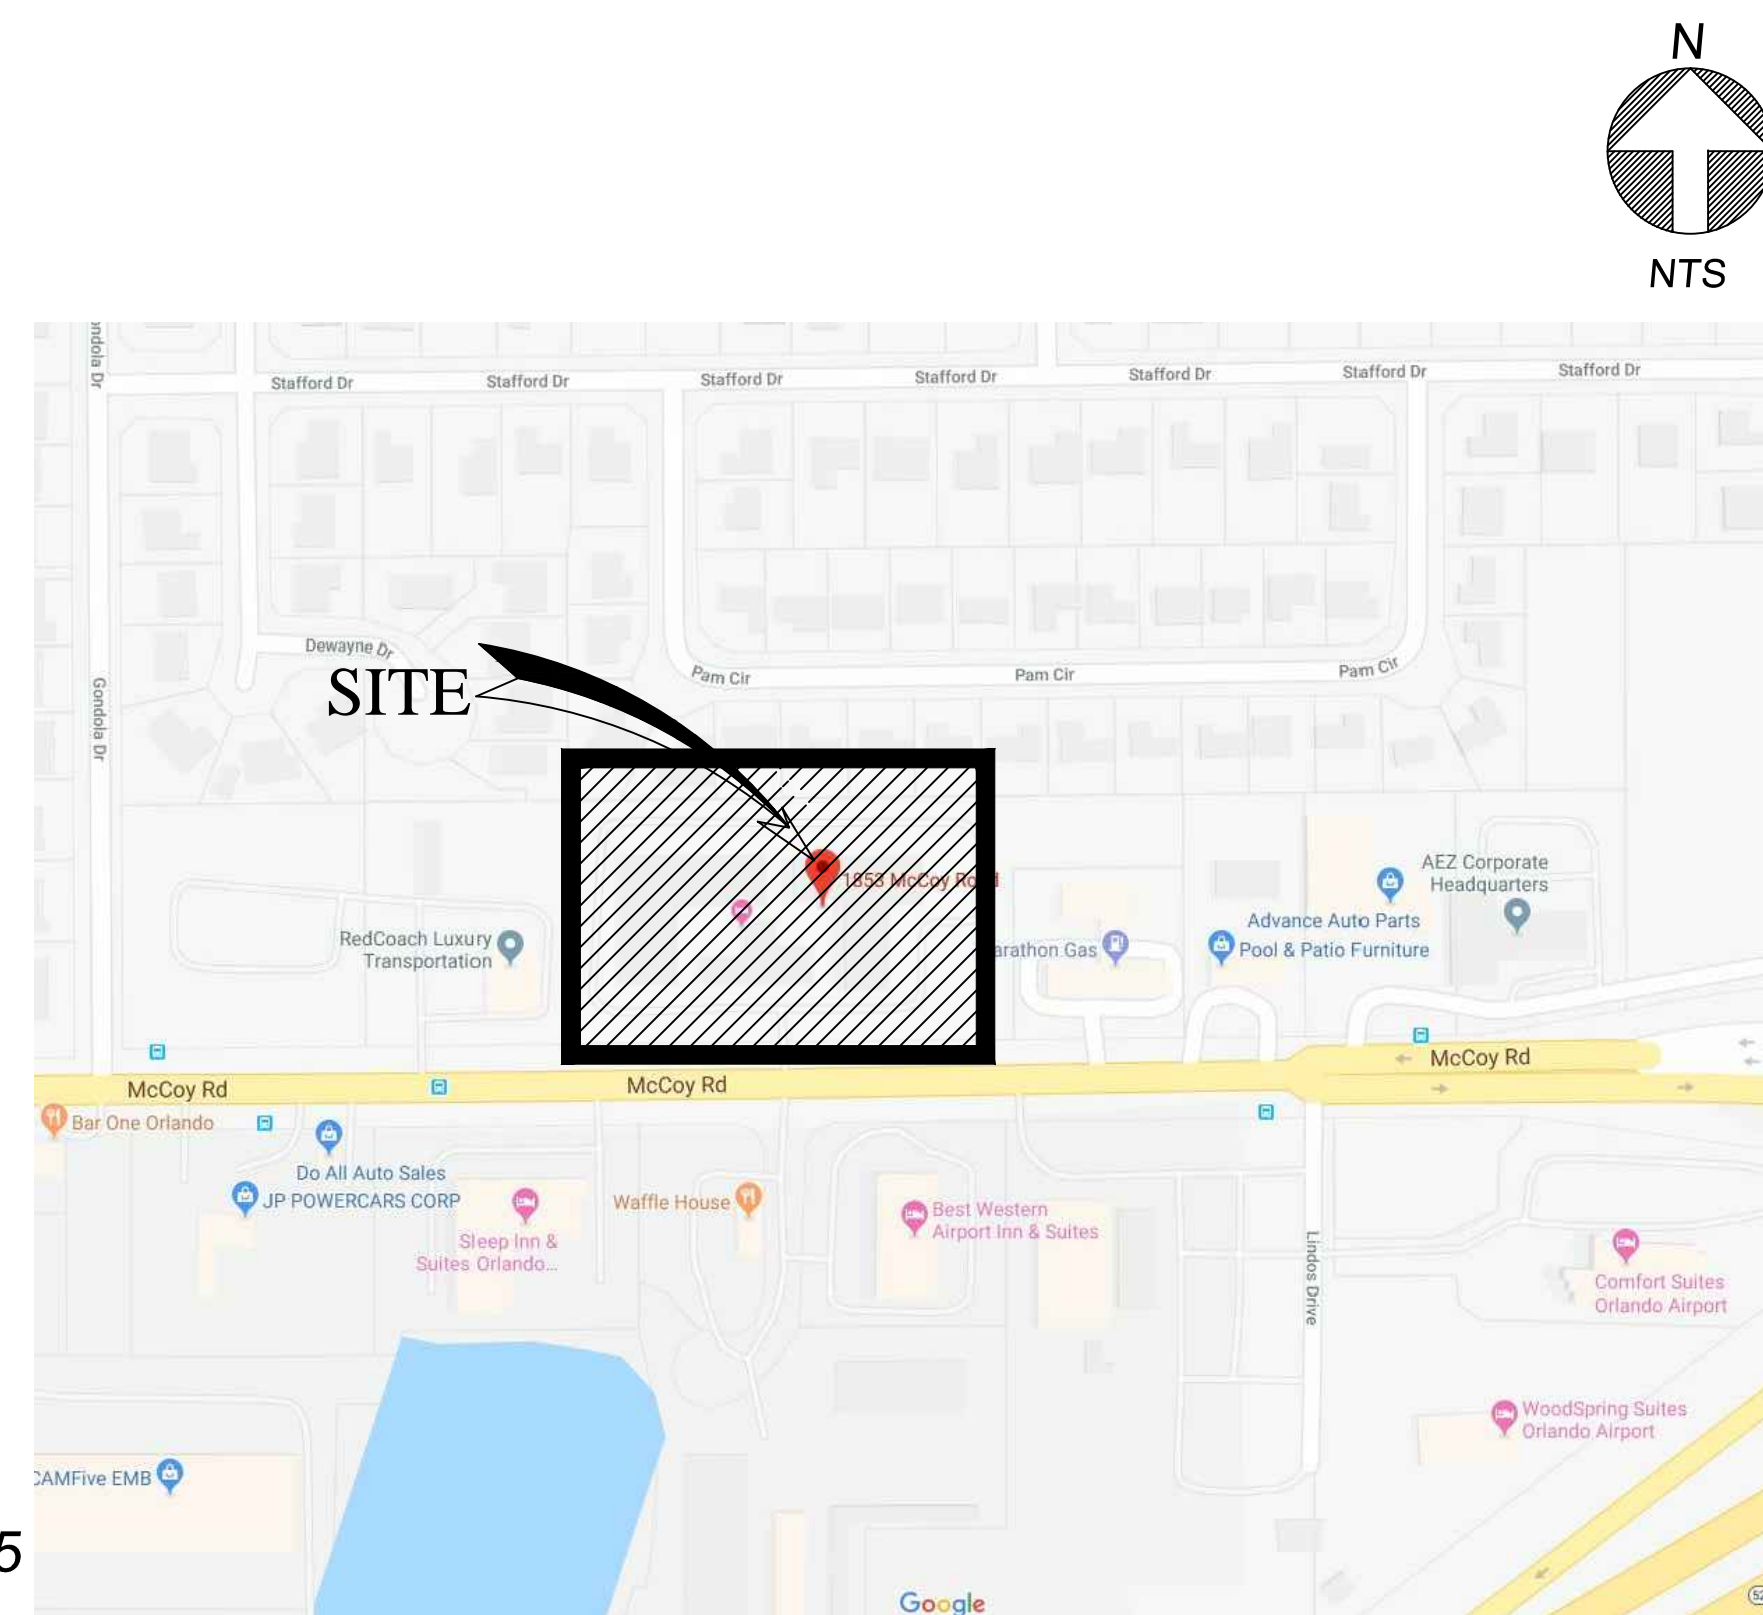 N
NTS
Stafford Dr
Stafford Dr
Stafford Dr
Stafford Dr
Stafford Dr
Stafford Dr
Stafford Dr
ondola Dr
Dewayne Dr
SITE
Pam Cir
Pam Cir
Pam Cir
Gondola Dr
1853 McCoy Road
AEZ Corporate
Headquarters
Advance Auto Parts
Pool & Patio Furniture
arathon Gas
RedCoach Luxury
Transportation
McCoy Rd
McCoy Rd
McCoy Rd
Bar One Orlando
Do All Auto Sales
JP POWERCARS CORP
Sleep Inn &
Suites Orlando...
Waffle House
Best Western
Airport Inn & Suites
Lindos Drive
Comfort Suites
Orlando Airport
WoodSpring Suites
Orlando Airport
CAMFive EMB
5
Google